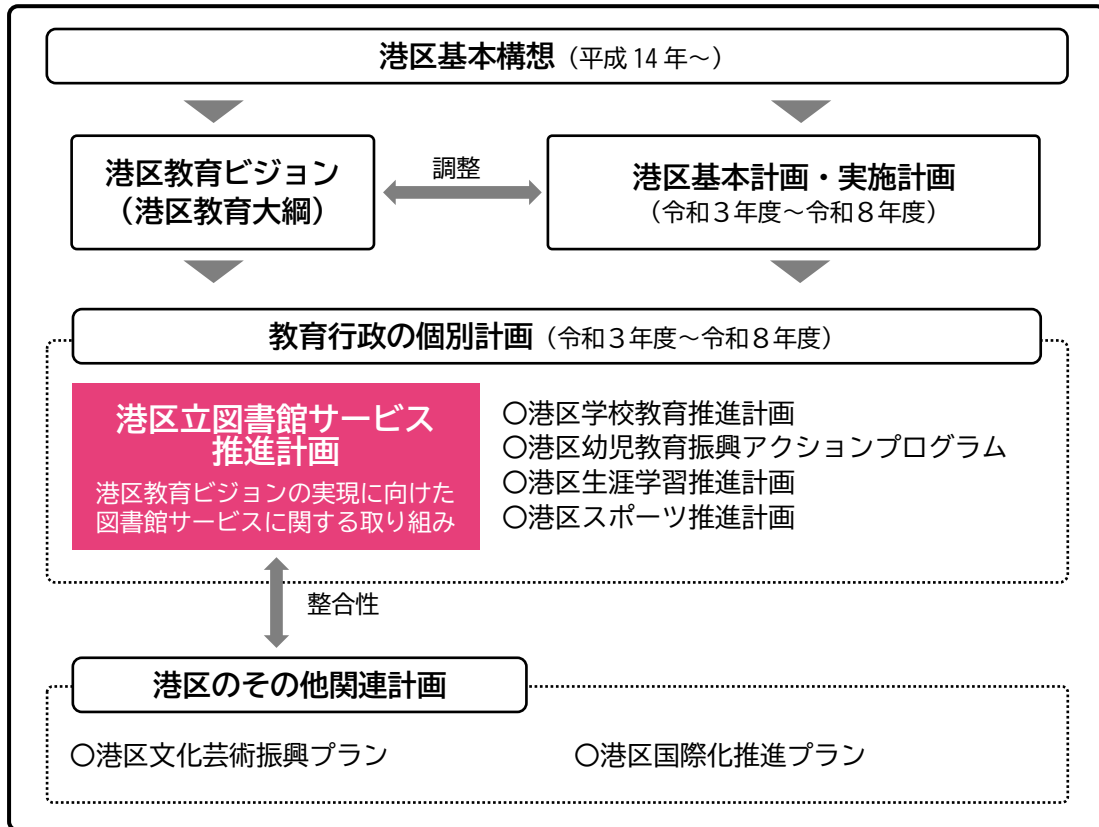 港区基本構想（平成14年～）
港区教育ビジョン
（港区教育大綱）
調整
港区基本計画・実施計画
（令和３年度～令和８年度）
教育行政の個別計画（令和３年度～令和８年度）
港区立図書館サービス
推進計画
港区教育ビジョンの実現に向けた
図書館サービスに関する取り組み
〇港区学校教育推進計画
〇港区幼児教育振興アクションプログラム
〇港区生涯学習推進計画
〇港区スポーツ推進計画
整合性
港区のその他関連計画
〇港区文化芸術振興プラン
〇港区国際化推進プラン